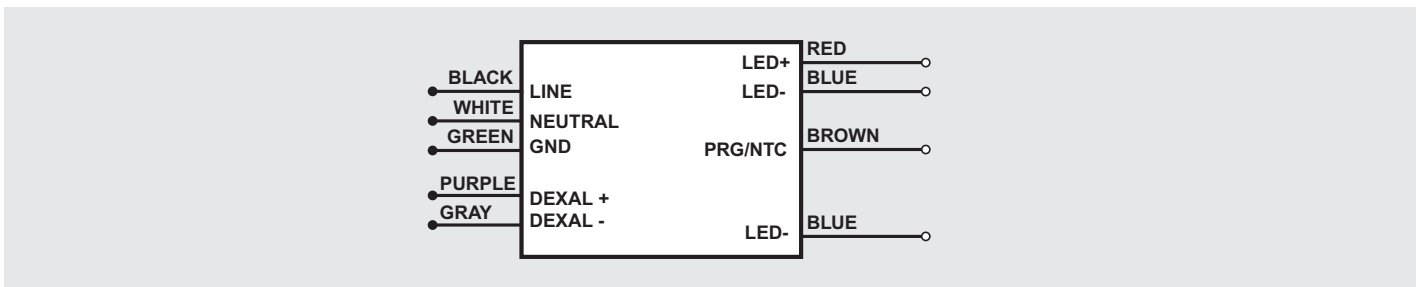 BLACK
LINE
WHITE
NEUTRAL
GREEN
GND
PURPLE
DEXAL +
GRAY
DEXAL -
RED
LED+
BLUE
LED-
BROWN
PRG/NTC
BLUE
LED-